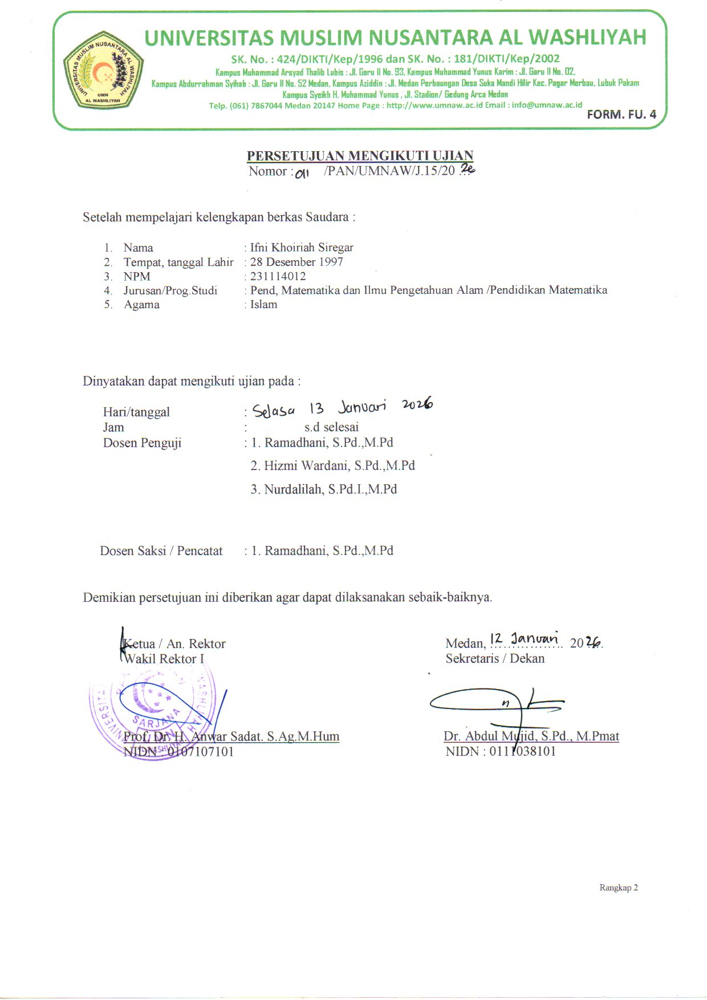 UNIVERSITAS MUSLIM NUSANTARA AL WASHLIYAH
SK. No. : 424/DIKTI/Kep/1996 dan SK. No. : 181/DIKTI/Kep/2002
Kampus Muhammad Arsyad Thalib Lubis : Jl. Garu II No. 93, Kampus Muhammad Yunus Karim : Jl. Garu II No. 02,
Kampus Abdurrahman Syihab : Jl. Garu II No. 52 Medan, Kampus Aziddin : Jl. Medan Perbaungan Desa Suka Mandi Hilir Kec. Pagar Merbau, Lubuk Pakam
Kampus Syeikh H. Muhammad Yunus , Jl. Stadion/ Gedung Arca Medan
Telp. (061) 7867044 Medan 20147 Home Page : http://www.umnaw.ac.id Email : info@umnaw.ac.id
FORM. FU. 4
UNIVERSITAS MUSLIM NUSANTARA AL WASHLIYAH
UMN
AL WASHLIYAH
PERSETUJUAN MENGIKUTI UJIAN
Nomor : 011 /PAN/UMNAW/J.15/20 26
Setelah mempelajari kelengkapan berkas Saudara :
1. Nama : Ifni Khoiriah Siregar
2. Tempat, tanggal Lahir : 28 Desember 1997
3. NPM : 231114012
4. Jurusan/Prog.Studi : Pend, Matematika dan Ilmu Pengetahuan Alam /Pendidikan Matematika
5. Agama : Islam
Dinyatakan dapat mengikuti ujian pada :
Hari/tanggal : Selasa 13 Januari 2026
Jam : s.d selesai
Dosen Penguji : 1. Ramadhani, S.Pd.,M.Pd
2. Hizmi Wardani, S.Pd.,M.Pd
3. Nurdalilah, S.Pd.I.,M.Pd
Dosen Saksi / Pencatat : 1. Ramadhani, S.Pd.,M.Pd
Demikian persetujuan ini diberikan agar dapat dilaksanakan sebaik-baiknya.
Ketua / An. Rektor
Wakil Rektor I
Medan, 12 Januari 2026
Sekretaris / Dekan
SARJANA
UMN
Prof. Dr. H. Anwar Sadat. S.Ag.M.Hum
NIDN : 0107107101
Dr. Abdul Mujid, S.Pd., M.Pmat
NIDN : 0111038101
Rangkap 2